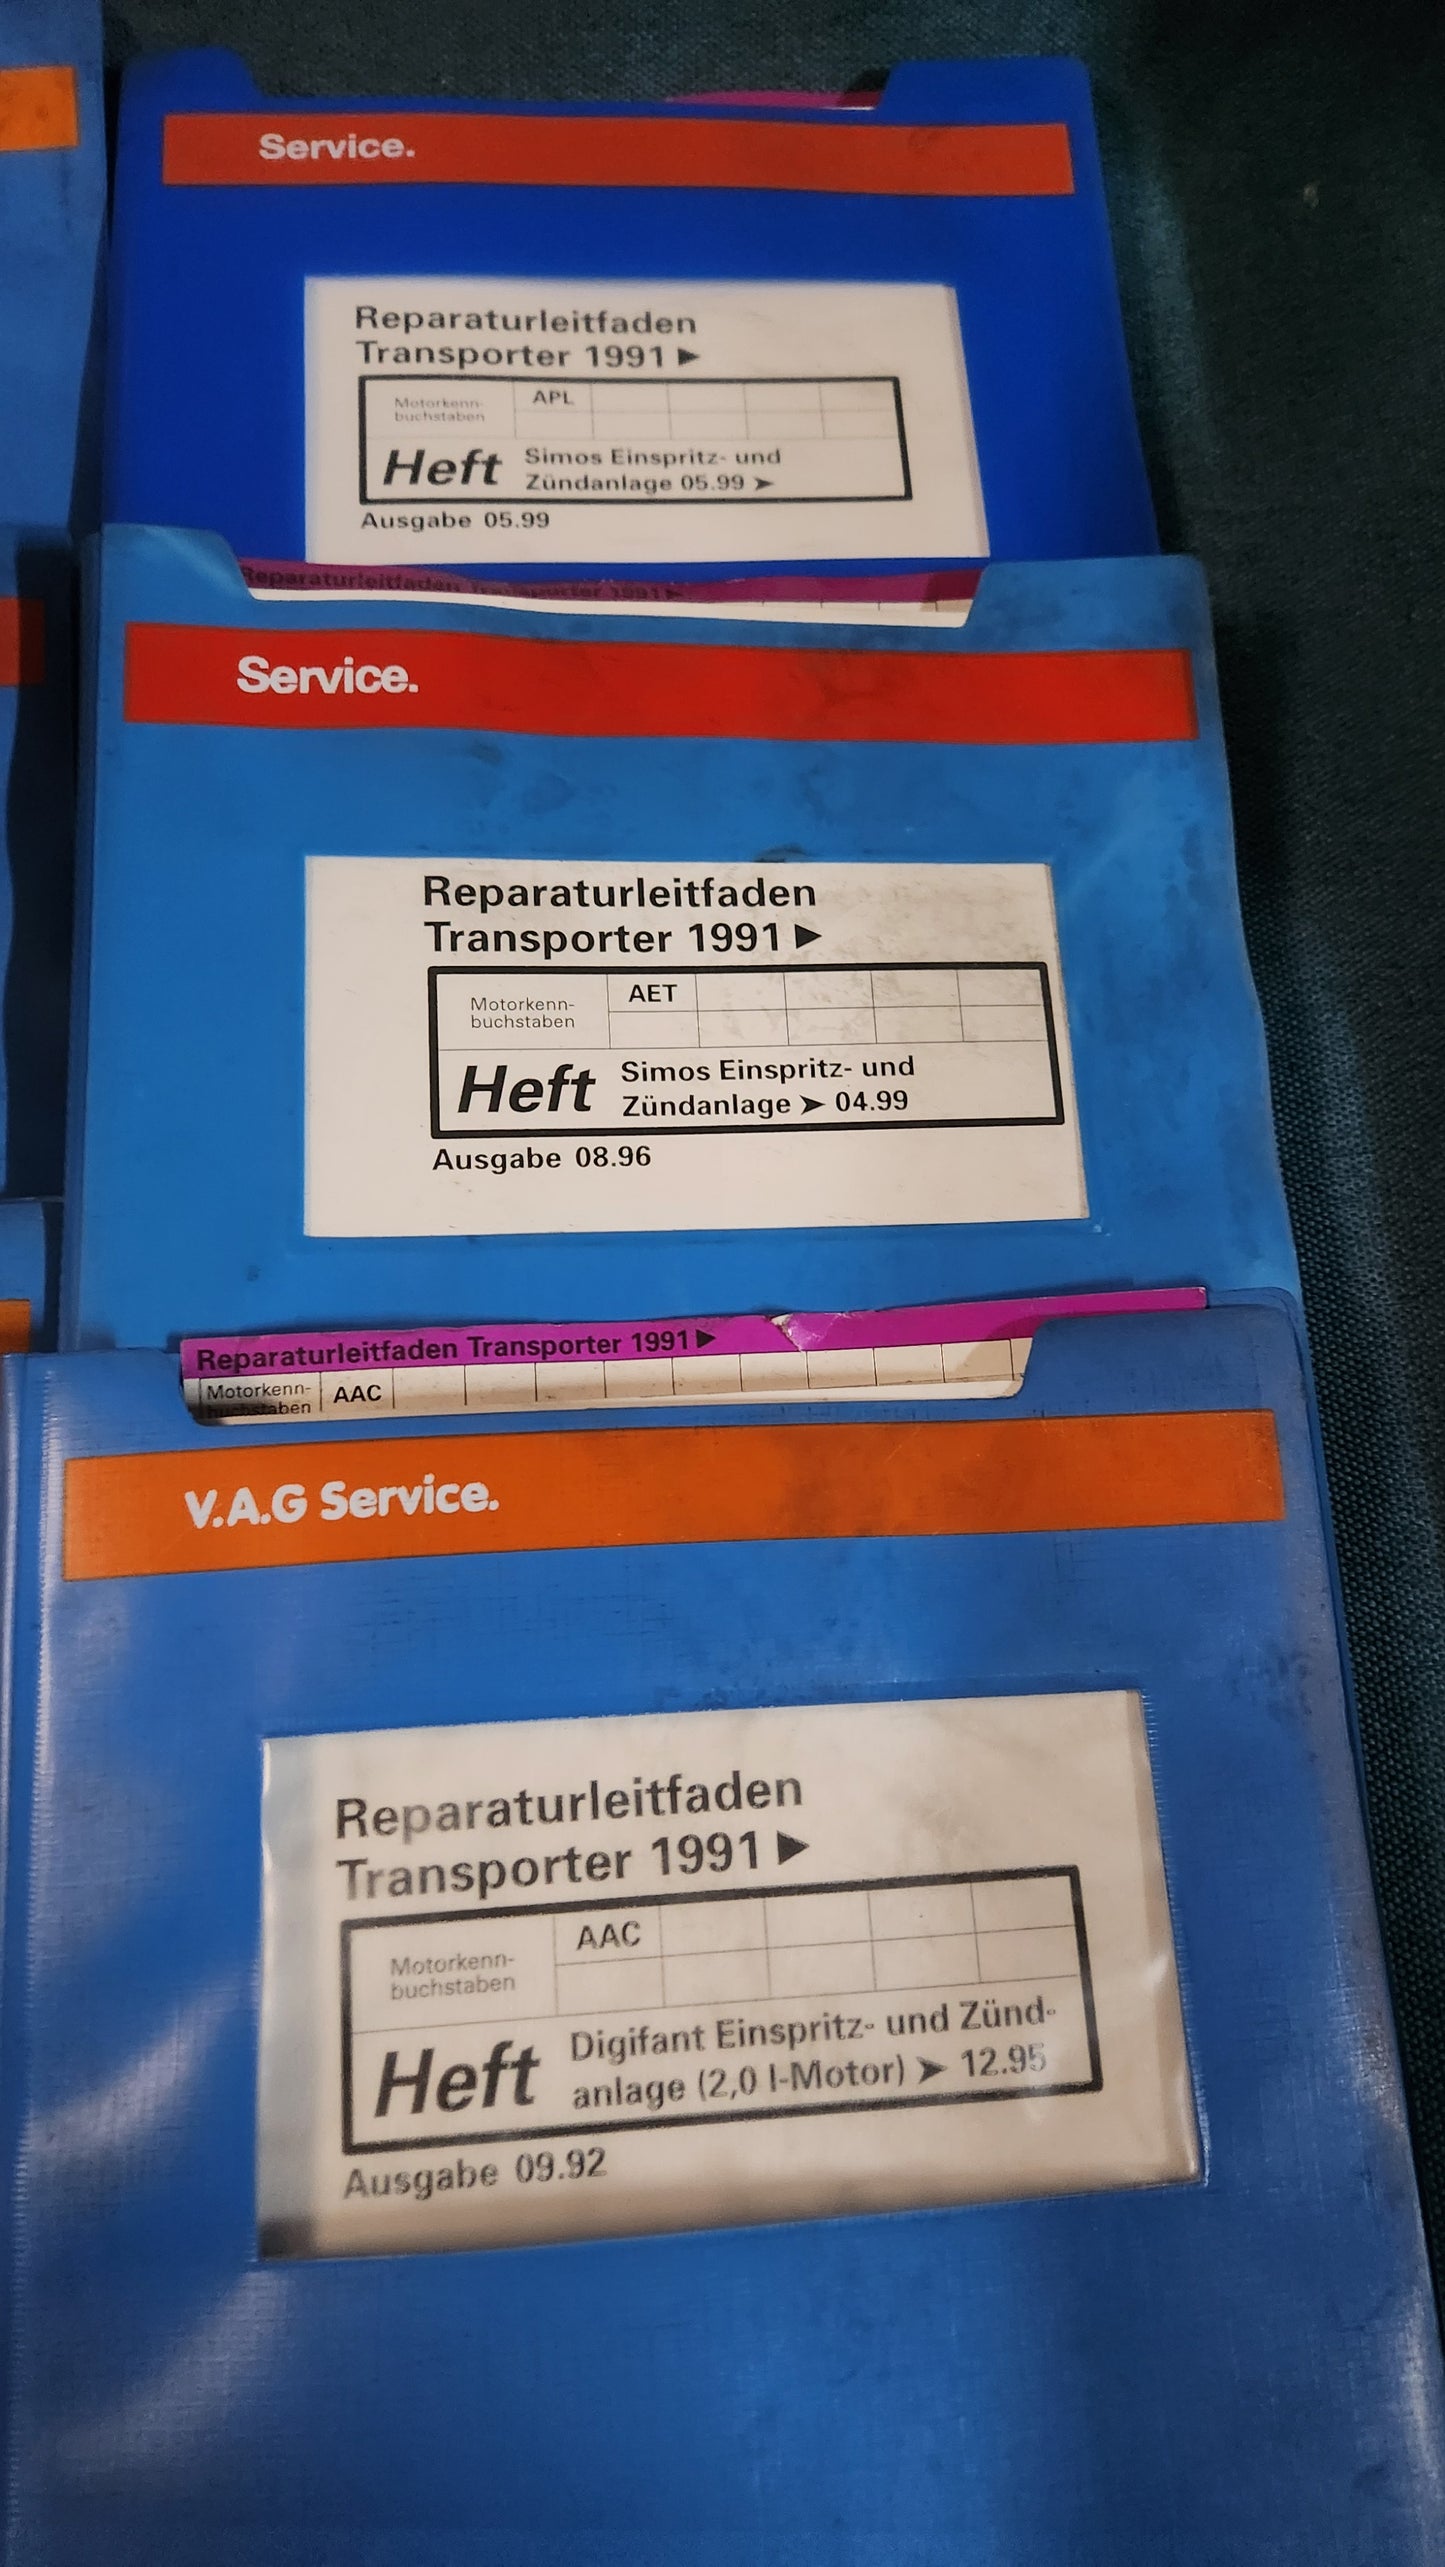 Service.
Reparaturleitfaden
Transporter 1991 ►
Motorkenn-
buchstaben
APL
Heft
Simos Einspritz- und
Zündanlage 05.99 ➤
Ausgabe 05.99
Reparaturleitfaden Transporter 1991 ►
Service.
Reparaturleitfaden
Transporter 1991 ►
Motorkenn-
buchstaben
AET
Heft
Simos Einspritz- und
Zündanlage ➤ 04.99
Ausgabe 08.96
Reparaturleitfaden Transporter 1991 ►
Motorkenn-
buchstaben
AAC
V.A.G Service.
Reparaturleitfaden
Transporter 1991 ►
Motorkenn-
buchstaben
AAC
Heft
Digifant Einspritz- und Zünd-
anlage (2,0 l-Motor) ➤ 12.95
Ausgabe 09.92